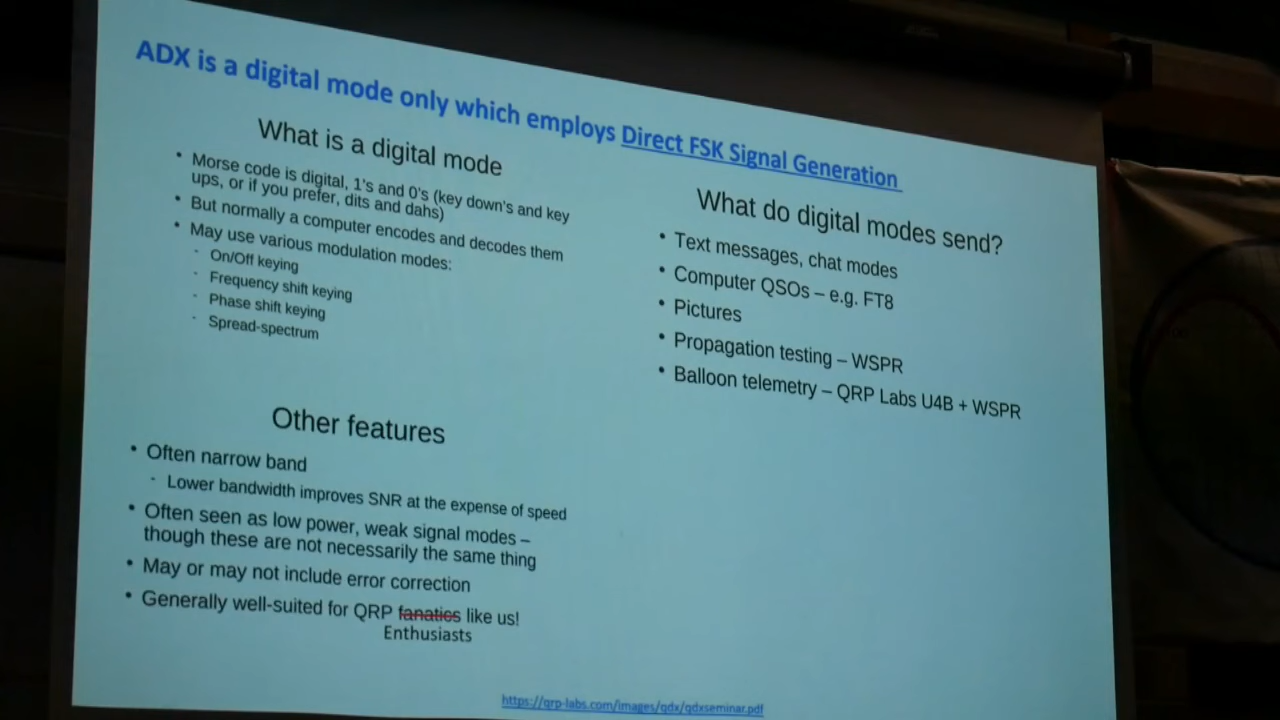 ADX is a digital mode only which employs Direct FSK Signal Generation
What is a digital mode
• Morse code is digital, 1's and 0's (key down's and key
ups, or if you prefer, dits and dahs)
• But normally a computer encodes and decodes them
• May use various modulation modes:
- On/Off keying
- Frequency shift keying
- Phase shift keying
- Spread-spectrum
Other features
• Often narrow band
- Lower bandwidth improves SNR at the expense of speed
• Often seen as low power, weak signal modes –
though these are not necessarily the same thing
• May or may not include error correction
• Generally well-suited for QRP fanatics like us!
Enthusiasts
What do digital modes send?
• Text messages, chat modes
• Computer QSOs – e.g. FT8
• Pictures
• Propagation testing – WSPR
• Balloon telemetry – QRP Labs U4B + WSPR
https://qrp-labs.com/images/qdx/qdxseminar.pdf